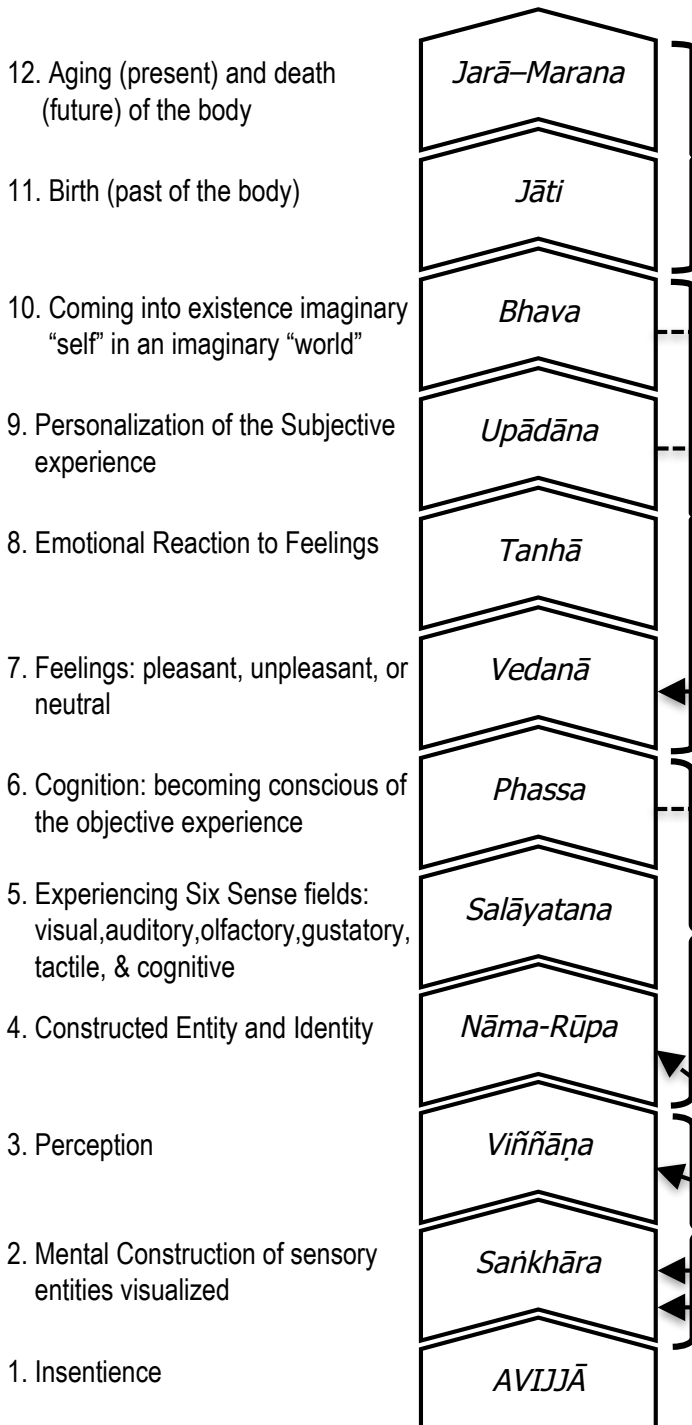 12. Aging (present) and death
(future) of the body
Jarā–Marana
11. Birth (past of the body)
Jāti
10. Coming into existence imaginary
“self” in an imaginary “world”
Bhava
9. Personalization of the Subjective
experience
Upādāna
8. Emotional Reaction to Feelings
Tanhā
7. Feelings: pleasant, unpleasant, or
neutral
Vedanā
6. Cognition: becoming conscious of
the objective experience
Phassa
5. Experiencing Six Sense fields:
visual,auditory,olfactory,gustatory,
tactile, & cognitive
Salāyatana
4. Constructed Entity and Identity
Nāma-Rūpa
3. Perception
Viññāṇa
2. Mental Construction of sensory
entities visualized
Saṅkhāra
1. Insentience
AVIJJĀ